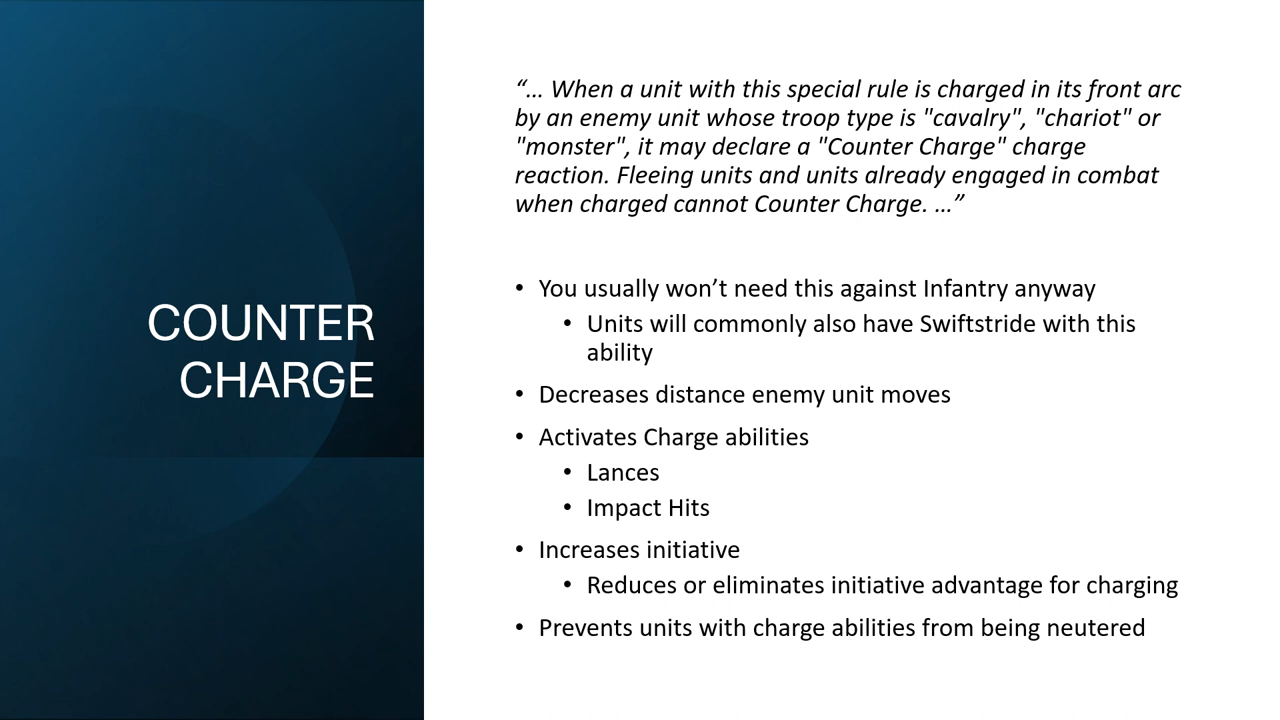 COUNTER
CHARGE
“… When a unit with this special rule is charged in its front arc
by an enemy unit whose troop type is "cavalry", "chariot" or
"monster", it may declare a "Counter Charge" charge
reaction. Fleeing units and units already engaged in combat
when charged cannot Counter Charge. …”
• You usually won’t need this against Infantry anyway
• Units will commonly also have Swiftstride with this
ability
• Decreases distance enemy unit moves
• Activates Charge abilities
• Lances
• Impact Hits
• Increases initiative
• Reduces or eliminates initiative advantage for charging
• Prevents units with charge abilities from being neutered